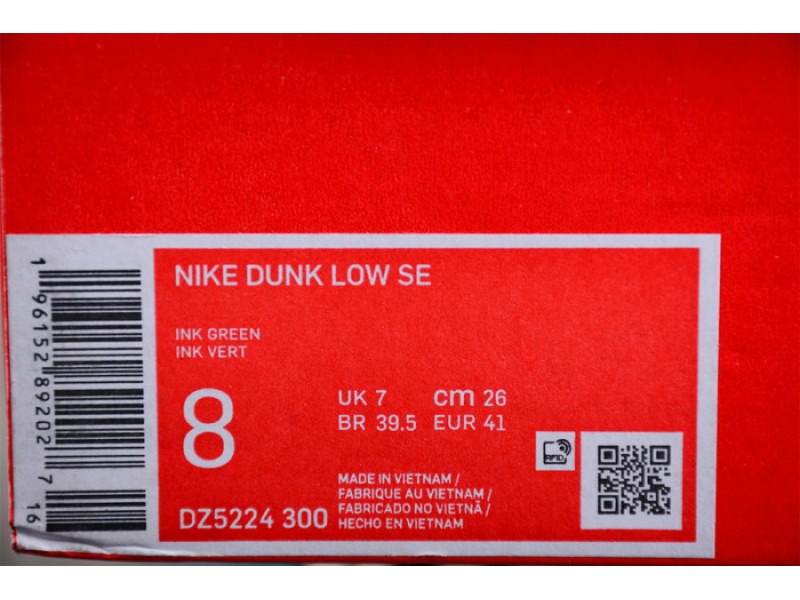 NIKE DUNK LOW SE
INK GREEN
INK VERT
8
UK 7 cm 26
BR 39.5 EUR 41
DZ5224 300
MADE IN VIETNAM /
FABRIQUE AU VIETNAM /
FABRICADO NO VIETNÃ /
HECHO EN VIETNAM
RFID
1 96152 89202 7 16